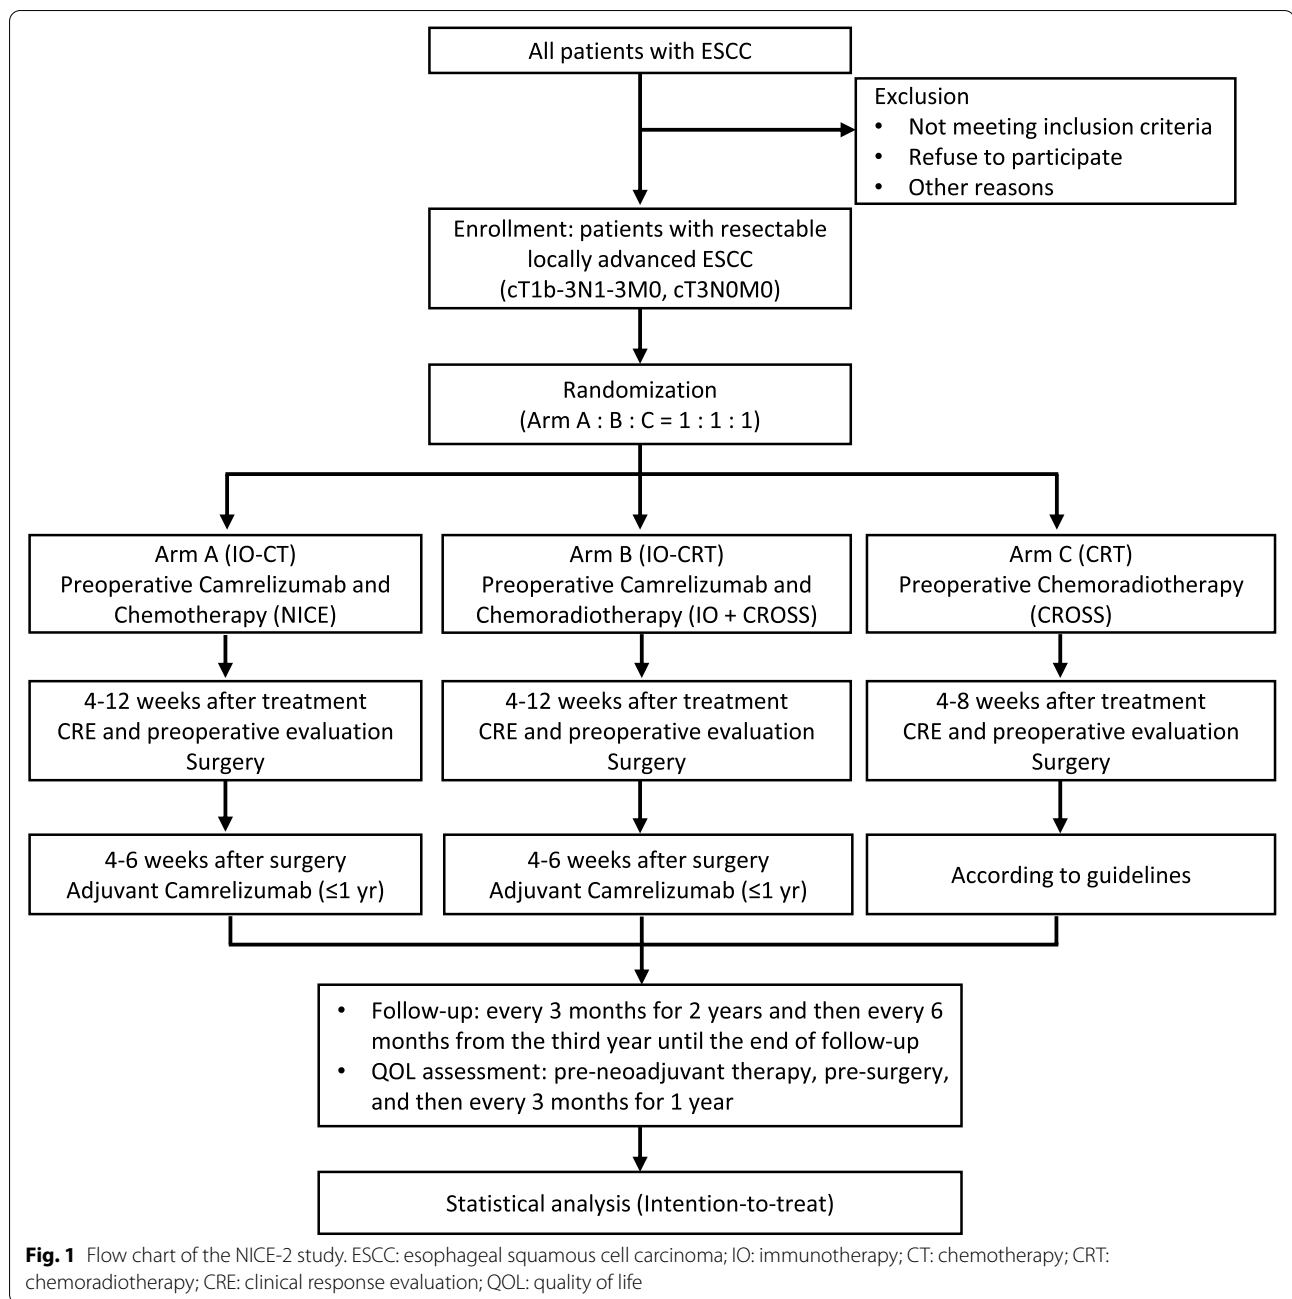 All patients with ESCC
Exclusion
• Not meeting inclusion criteria
• Refuse to participate
• Other reasons
Enrollment: patients with resectable
locally advanced ESCC
(cT1b-3N1-3M0, cT3N0M0)
Randomization
(Arm A : B : C = 1 : 1 : 1)
Arm A (IO-CT)
Preoperative Camrelizumab and
Chemotherapy (NICE)
Arm B (IO-CRT)
Preoperative Camrelizumab and
Chemoradiotherapy (IO + CROSS)
Arm C (CRT)
Preoperative Chemoradiotherapy
(CROSS)
4-12 weeks after treatment
CRE and preoperative evaluation
Surgery
4-12 weeks after treatment
CRE and preoperative evaluation
Surgery
4-8 weeks after treatment
CRE and preoperative evaluation
Surgery
4-6 weeks after surgery
Adjuvant Camrelizumab (≤1 yr)
4-6 weeks after surgery
Adjuvant Camrelizumab (≤1 yr)
According to guidelines
• Follow-up: every 3 months for 2 years and then every 6
months from the third year until the end of follow-up
• QOL assessment: pre-neoadjuvant therapy, pre-surgery,
and then every 3 months for 1 year
Statistical analysis (Intention-to-treat)
Fig. 1 Flow chart of the NICE-2 study. ESCC: esophageal squamous cell carcinoma; IO: immunotherapy; CT: chemotherapy; CRT:
chemoradiotherapy; CRE: clinical response evaluation; QOL: quality of life